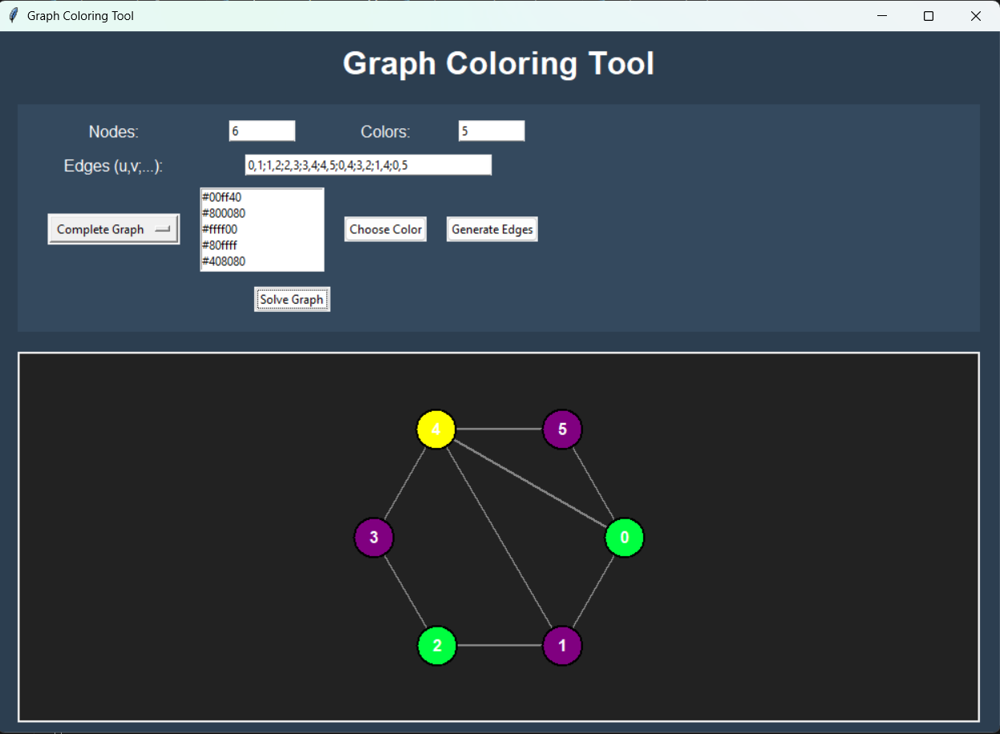 Graph Coloring Tool
Graph Coloring Tool
Nodes: 6 Colors: 5
Edges (u,v;...): 0,1;1,2;2,3;3,4;4,5;0,4;3,2;1,4;0,5
#00ff40
#800080
#ffff00
#80ffff
#408080
Complete Graph
Choose Color
Generate Edges
Solve Graph
4 5
3 0
2 1